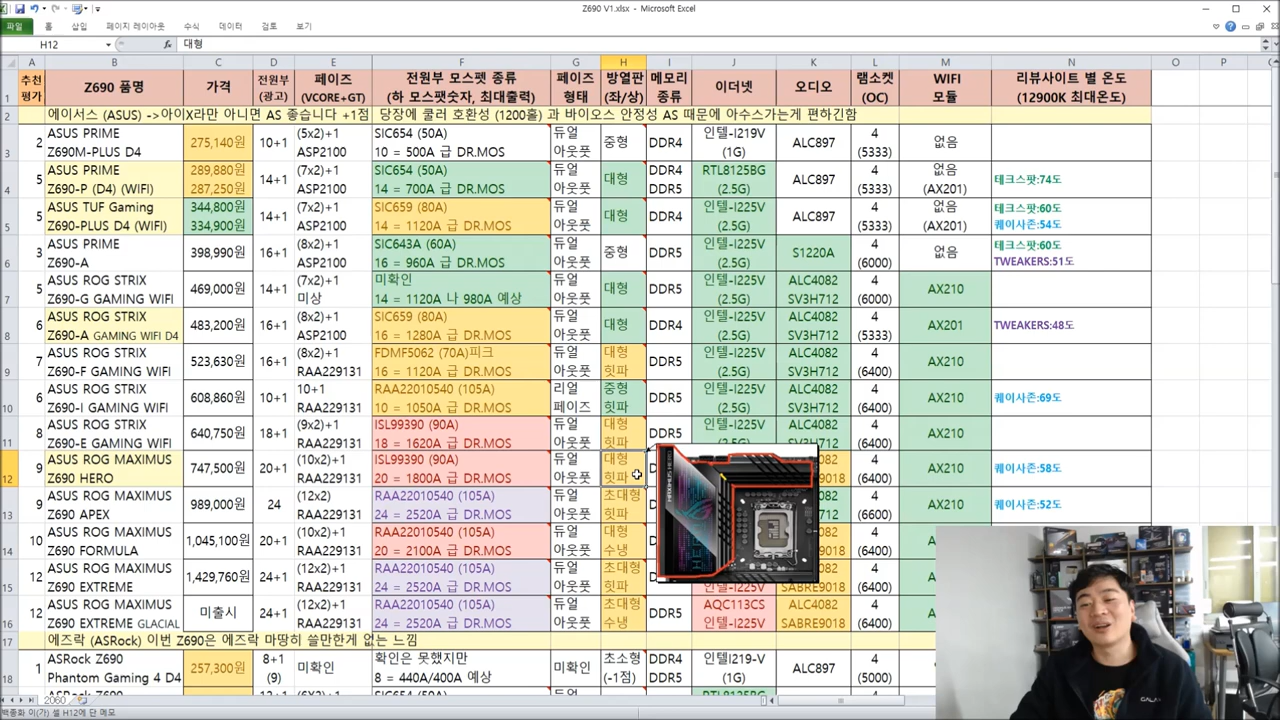 Z690 V1.xlsx - Microsoft Excel
파일 홈 삽입 페이지 레이아웃 수식 데이터 검토 보기
H12 fx 대형
A B C D E F G H I J K L M N O P Q
1 추천평가 Z690 품명 가격 전원부 (광고) 페이즈 (VCORE+GT) 전원부 모스펫 종류 (하 모스팻숫자, 최대출력) 페이즈 형태 방열판 (좌/상) 메모리 종류 이더넷 오디오 램소켓 (OC) WIFI 모듈 리뷰사이트 별 온도 (12900K 최대온도)
2 에이서스 (ASUS) ->아이X라만 아니면 AS 좋습니다 +1점 당장에 쿨러 호환성 (1200홀) 과 바이오스 안정성 AS 때문에 아수스가는게 편하긴함
3 2 ASUS PRIME Z690M-PLUS D4 275,140원 10+1 (5x2)+1 ASP2100 SIC654 (50A) 10 = 500A 급 DR.MOS 듀얼 아웃풋 중형 DDR4 인텔-I219V (1G) ALC897 4 (5333) 없음
4 5 ASUS PRIME Z690-P (D4) (WIFI) 289,880원 287,250원 14+1 (7x2)+1 ASP2100 SIC654 (50A) 14 = 700A 급 DR.MOS 듀얼 아웃풋 대형 DDR4 DDR5 RTL8125BG (2.5G) ALC897 4 (5333) 없음 (AX201) 테크스팟:74도
5 5 ASUS TUF Gaming Z690-PLUS D4 (WIFI) 344,800원 334,900원 14+1 (7x2)+1 ASP2100 SIC659 (80A) 14 = 1120A 급 DR.MOS 듀얼 아웃풋 대형 DDR4 인텔-I225V (2.5G) ALC897 4 (5333) 없음 (AX201) 테크스팟:60도 퀘이사존:54도
6 3 ASUS PRIME Z690-A 398,990원 16+1 (8x2)+1 ASP2100 SIC643A (60A) 16 = 960A 급 DR.MOS 듀얼 아웃풋 중형 DDR5 인텔-I225V (2.5G) S1220A 4 (6000) 없음 테크스팟:60도 TWEAKERS:51도
7 5 ASUS ROG STRIX Z690-G GAMING WIFI 469,000원 14+1 (7x2)+1 미상 미확인 14 = 1120A 나 980A 예상 듀얼 아웃풋 대형 DDR5 인텔-I225V (2.5G) ALC4082 SV3H712 4 (6000) AX210
8 6 ASUS ROG STRIX Z690-A GAMING WIFI D4 483,200원 16+1 (8x2)+1 ASP2100 SIC659 (80A) 16 = 1280A 급 DR.MOS 듀얼 아웃풋 대형 DDR4 인텔-I225V (2.5G) ALC4082 SV3H712 4 (5333) AX201 TWEAKERS:48도
9 7 ASUS ROG STRIX Z690-F GAMING WIFI 523,630원 16+1 (8x2)+1 RAA229131 FDMF5062 (70A)피크 16 = 1120A 급 DR.MOS 듀얼 아웃풋 대형 힛파 DDR5 인텔-I225V (2.5G) ALC4082 SV3H712 4 (6400) AX210
10 6 ASUS ROG STRIX Z690-I GAMING WIFI 608,860원 10+1 10+1 RAA229131 RAA22010540 (105A) 10 = 1050A 급 DR.MOS 리얼 페이즈 중형 힛파 DDR5 인텔-I225V (2.5G) ALC4082 SV3H712 4 (6400) AX210 퀘이사존:69도
11 8 ASUS ROG STRIX Z690-E GAMING WIFI 640,750원 18+1 (9x2)+1 RAA229131 ISL99390 (90A) 18 = 1620A 급 DR.MOS 듀얼 아웃풋 대형 힛파 DDR5 인텔-I225V (2.5G) ALC4082 SV3H712 4 (6400) AX210
12 9 ASUS ROG MAXIMUS Z690 HERO 747,500원 20+1 (10x2)+1 RAA229131 ISL99390 (90A) 20 = 1800A 급 DR.MOS 듀얼 아웃풋 대형 힛파 4 (6400) AX210 퀘이사존:58도
13 9 ASUS ROG MAXIMUS Z690 APEX 989,000원 24 (12x2) RAA229131 RAA22010540 (105A) 24 = 2520A 급 DR.MOS 듀얼 아웃풋 초대형 힛파 4 (6600) AX210 퀘이사존:52도
14 10 ASUS ROG MAXIMUS Z690 FORMULA 1,045,100원 20+1 (10x2)+1 RAA229131 RAA22010540 (105A) 20 = 2100A 급 DR.MOS 듀얼 아웃풋 대형 수냉 4 (6400)
15 12 ASUS ROG MAXIMUS Z690 EXTREME 1,429,760원 24+1 (12x2)+1 RAA229131 RAA22010540 (105A) 24 = 2520A 급 DR.MOS 듀얼 아웃풋 초대형 힛파 인텔-I225V SABRE9018 4 (6400)
16 12 ASUS ROG MAXIMUS Z690 EXTREME GLACIAL 미출시 24+1 (12x2)+1 RAA229131 RAA22010540 (105A) 24 = 2520A 급 DR.MOS 듀얼 아웃풋 초대형 수냉 DDR5 AQC113CS 인텔-I225V ALC4082 SABRE9018 4 (6400)
17 에즈락 (ASRock) 이번 Z690은 에즈락 마땅히 쓸만한게 없는 느낌
18 1 ASRock Z690 Phantom Gaming 4 D4 257,300원 8+1 (9) 미확인 확인은 못했지만 8 = 440A/400A 예상 미확인 초소형 (-1점) DDR4 DDR5 인텔I219-V (1G) ALC897 4 (5000) 없음
2060
백종화 이(가) 셀 H12에 단 메모